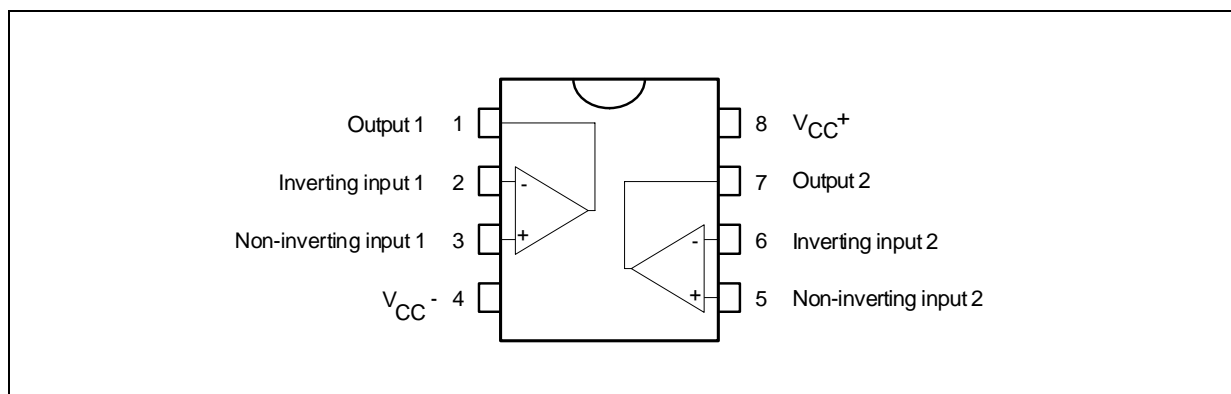 Output 1 1
Inverting input 1 2
-
Non-inverting input 1 3
+
VCC - 4
8 VCC+
7 Output 2
6 Inverting input 2
-
5 Non-inverting input 2
+